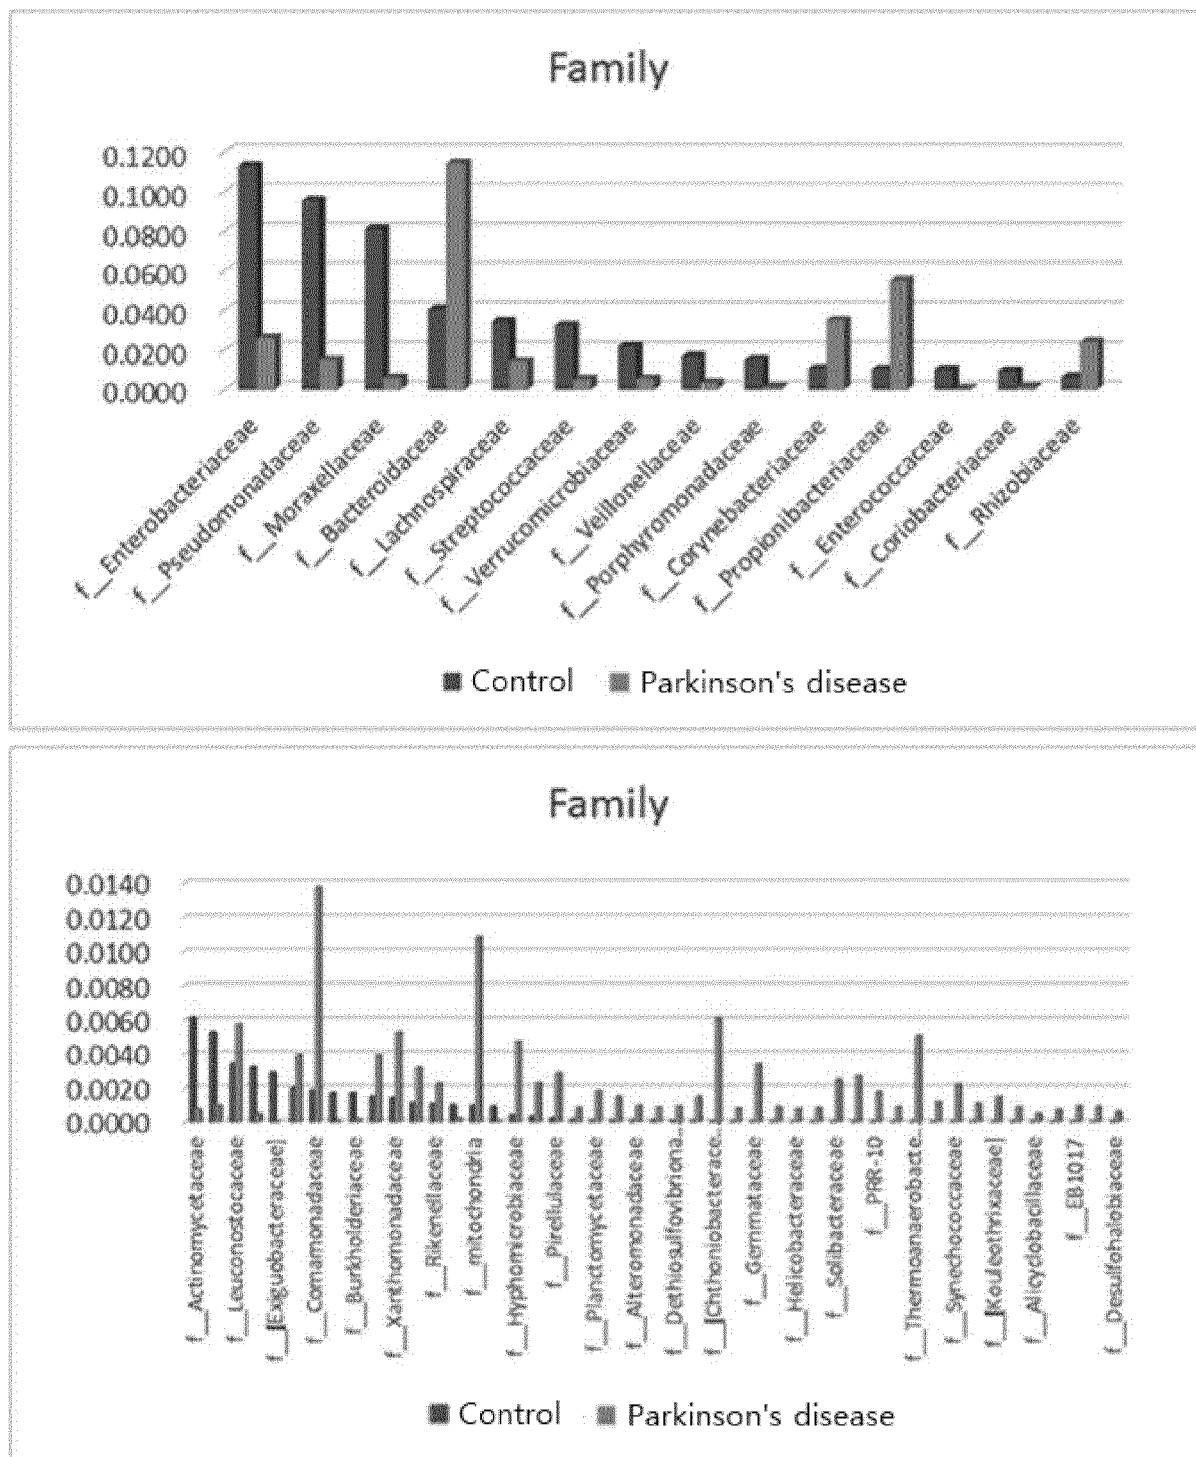 Family
0.1200
0.1000
0.0800
0.0600
0.0400
0.0200
0.0000
f__Enterobacteriaceae
f__Pseudomonadaceae
f__Moraxellaceae
f__Bacteroidaceae
f__Lachnospiraceae
f__Streptococcaceae
f__Verrucomicrobiaceae
f__Veillonellaceae
f__Porphyromonadaceae
f__Corynebacteriaceae
f__Propionibacteriaceae
f__Enterococcaceae
f__Coriobacteriaceae
f__Rhizobiaceae
Control Parkinson's disease
Family
0.0140
0.0120
0.0100
0.0080
0.0060
0.0040
0.0020
0.0000
f__Actinomycetaceae
f__Leuconostocaceae
f__[Exiguobacteraceae]
f__Comamonadaceae
f__Burkholderiaceae
f__Xanthomonadaceae
f__Rikenellaceae
f__mitochondria
f__Hyphomicrobiaceae
f__Pirellulaceae
f__Planctomycetaceae
f__Alteromonadaceae
f__Dethiosulfovibriona...
f__[Chthoniobacterace...
f__Gemmataceae
f__Helicobacteraceae
f__Solibacteraceae
f__PRR-10
f__Thermoanaerobacte...
f__Synechococcaceae
f__[Kouleothrixaceae]
f__Alicyclobacillaceae
f__EB1017
f__Desulfohalobiaceae
Control Parkinson's disease